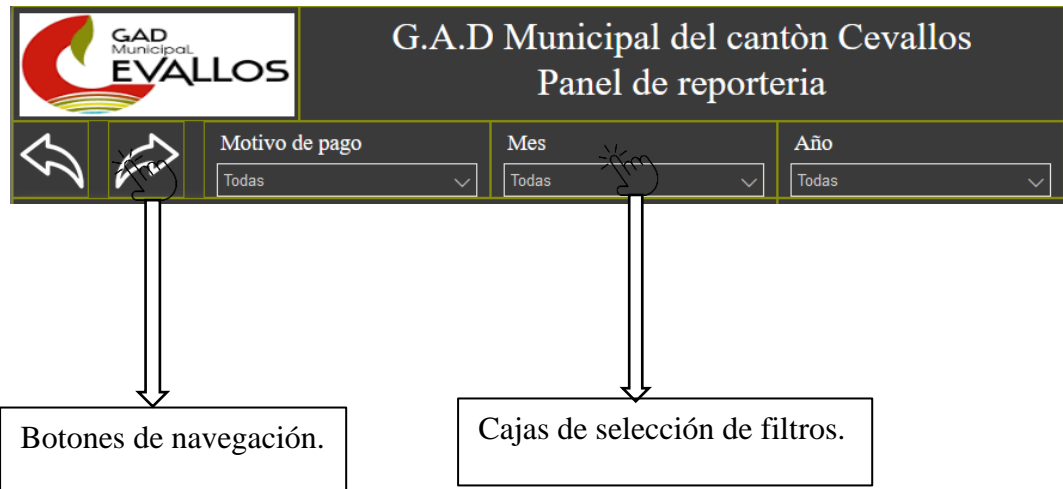 GAD
Municipal
EVALLOS
G.A.D Municipal del cantòn Cevallos
Panel de reporteria
Motivo de pago
Mes
Año
Todas
Todas
Todas
Botones de navegación.
Cajas de selección de filtros.